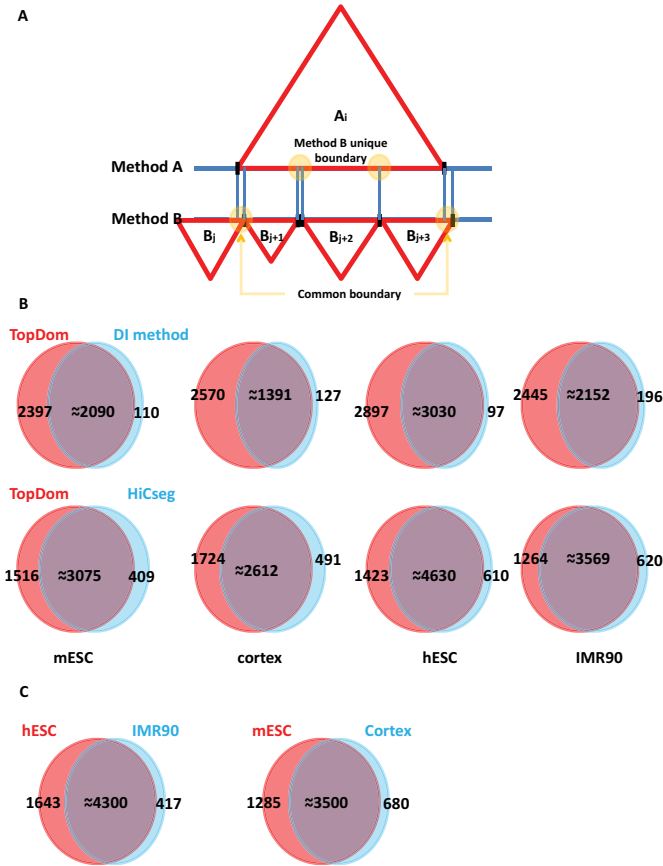 A
Ai
Method B unique
boundary
Method A
Method B
Bj
Bj+1
Bj+2
Bj+3
Common boundary
B
TopDom DI method
2397 ≈2090 110
2570 ≈1391 127
2897 ≈3030 97
2445 ≈2152 196
TopDom HiCseg
1516 ≈3075 409
1724 ≈2612 491
1423 ≈4630 610
1264 ≈3569 620
mESC cortex hESC IMR90
C
hESC IMR90 mESC Cortex
1643 ≈4300 417
1285 ≈3500 680